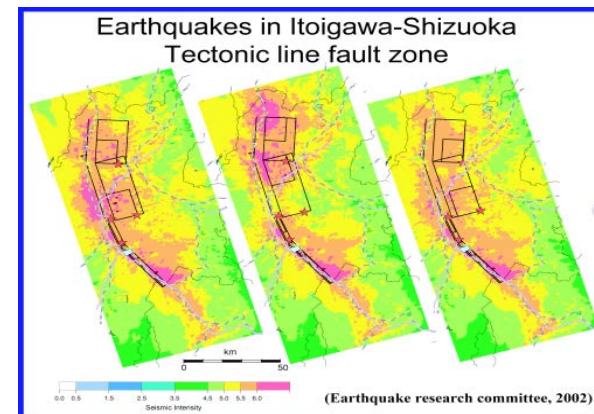 Earthquakes in Itoigawa-Shizuoka
Tectonic line fault zone
km
0 50
0.0 0.5 1.5 2.5 3.5 4.5 5.0 5.5 6.0
Seismic Intensity
(Earthquake research committee, 2002)